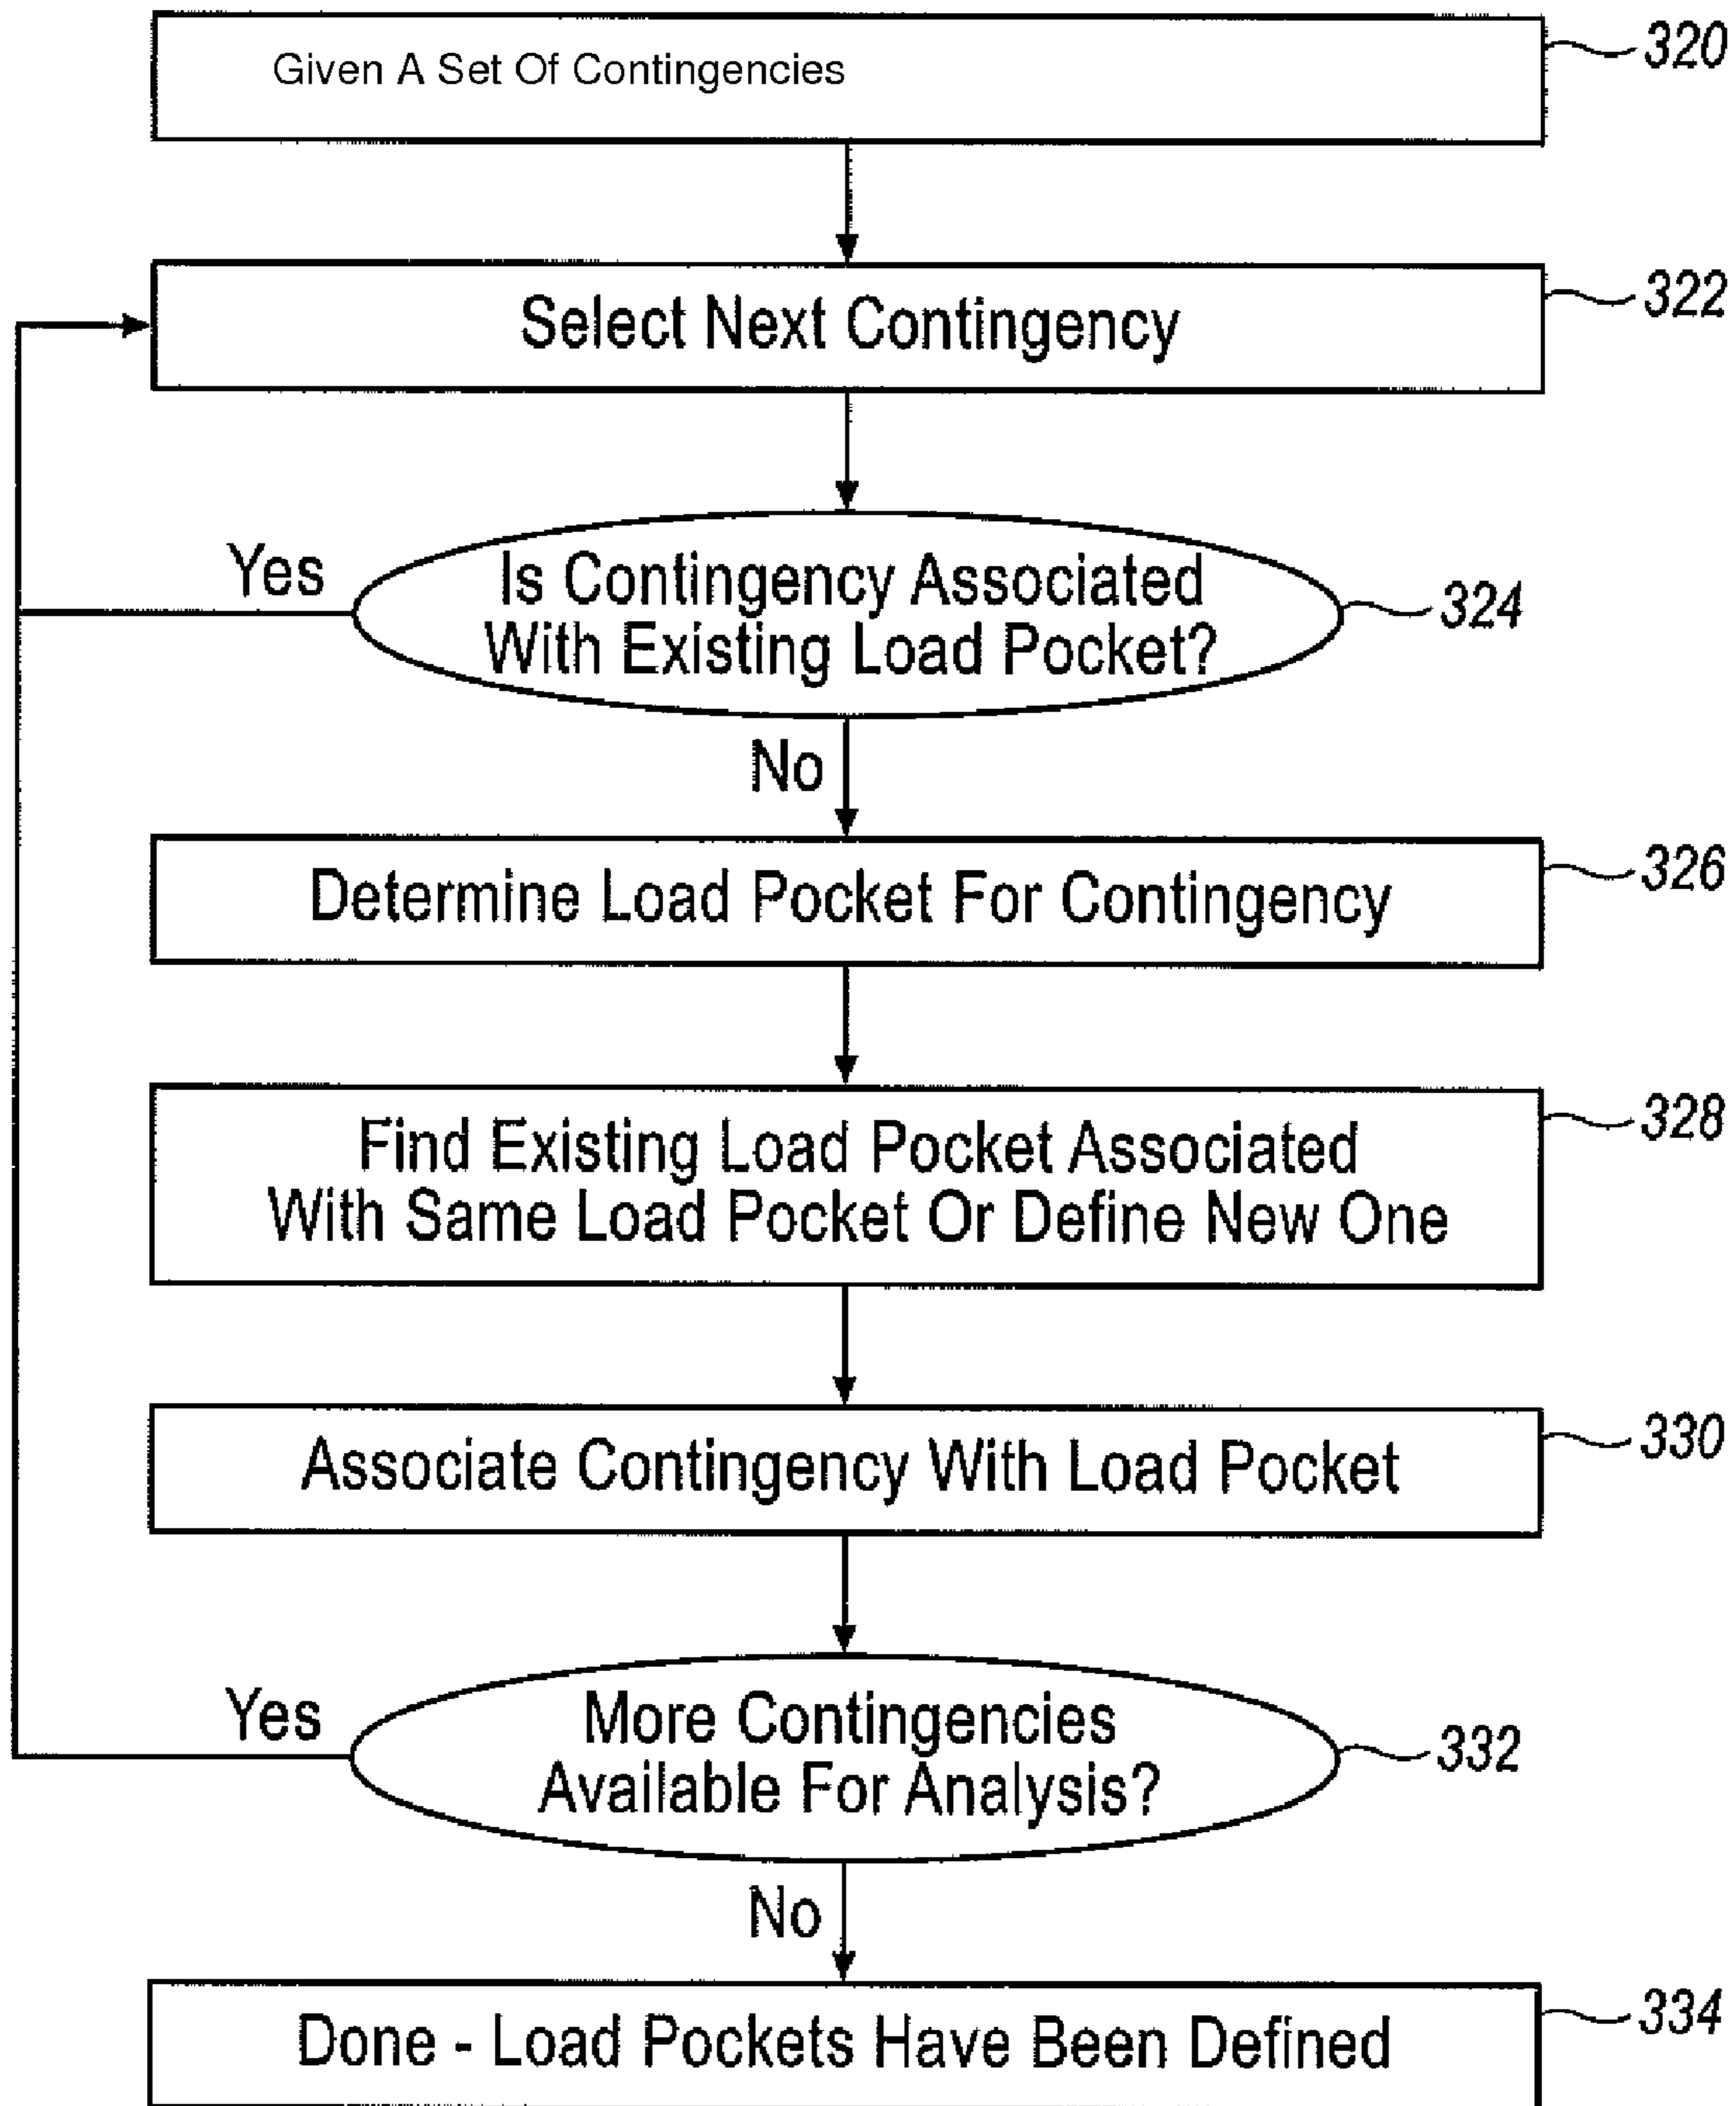 Given A Set Of Contingencies
320
Select Next Contingency
322
Yes
Is Contingency Associated
With Existing Load Pocket?
324
No
Determine Load Pocket For Contingency
326
Find Existing Load Pocket Associated
With Same Load Pocket Or Define New One
328
Associate Contingency With Load Pocket
330
Yes
More Contingencies
Available For Analysis?
332
No
Done - Load Pockets Have Been Defined
334